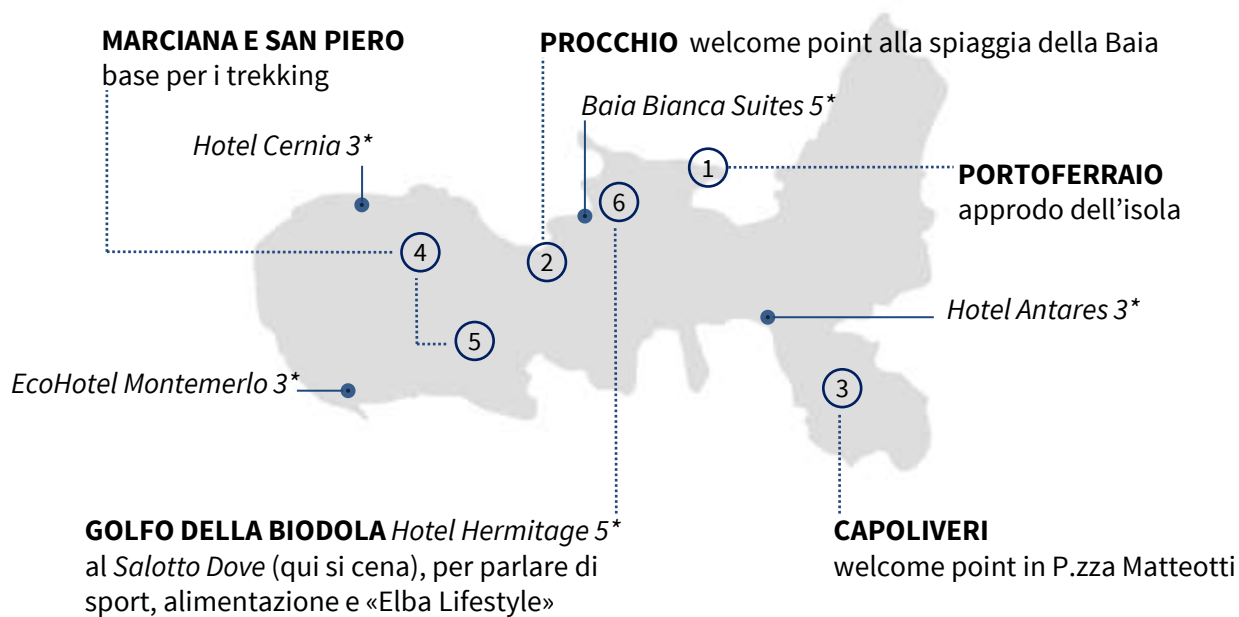 MARCIANA E SAN PIERO
base per i trekking
PROCCHIO welcome point alla spiaggia della Baia
Baia Bianca Suites 5*
Hotel Cernia 3*
1
PORTOFERRAIO
approdo dell’isola
6
4
2
Hotel Antares 3*
5
EcoHotel Montemerlo 3*
3
GOLFO DELLA BIODOLA Hotel Hermitage 5*
al Salotto Dove (qui si cena), per parlare di
sport, alimentazione e «Elba Lifestyle»
CAPOLIVERI
welcome point in P.zza Matteotti